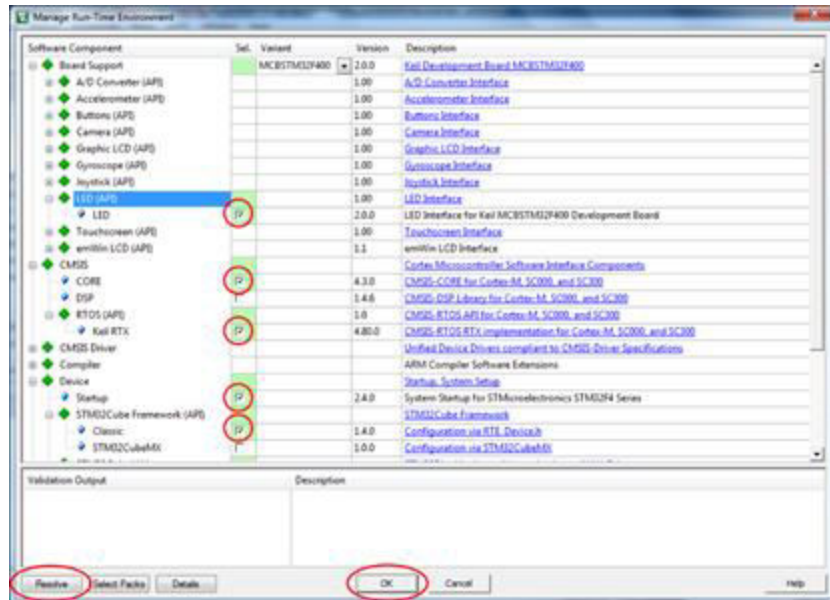 Manage Run-Time Environment
Software Component Sel. Variant Version Description
Board Support MCBSTM32F400 2.0.0 Keil Development Board MCBSTM32F400
A/D Converter (API) 1.00 A/D Converter Interface
Accelerometer (API) 1.00 Accelerometer Interface
Buttons (API) 1.00 Buttons Interface
Camera (API) 1.00 Camera Interface
Graphic LCD (API) 1.00 Graphic LCD Interface
Gyroscope (API) 1.00 Gyroscope Interface
Joystick (API) 1.00 Joystick Interface
LED (API) 1.00 LED Interface
LED 2.0.0 LED Interface for Keil MCBSTM32F400 Development Board
Touchscreen (API) 1.00 Touchscreen Interface
emWin LCD (API) 1.1 emWin LCD Interface
CMSIS Cortex Microcontroller Software Interface Components
CORE 4.3.0 CMSIS-CORE for Cortex-M, SC000, and SC300
DSP 1.4.6 CMSIS-DSP Library for Cortex-M, SC000, and SC300
RTOS (API) 1.0 CMSIS-RTOS API for Cortex-M, SC000, and SC300
Keil RTX 4.80.0 CMSIS-RTOS RTX implementation for Cortex-M, SC000, and SC300
CMSIS Driver Unified Device Drivers compliant to CMSIS-Driver Specifications
Compiler ARM Compiler Software Extensions
Device Startup, System Setup
Startup 2.4.0 System Startup for STMicroelectronics STM32F4 Series
STM32Cube Framework (API) STM32Cube Framework
Classic 1.4.0 Configuration via RTE_Device.h
STM32CubeMX 1.0.0 Configuration via STM32CubeMX
Validation Output Description
Resolve Select Packs Details OK Cancel Help